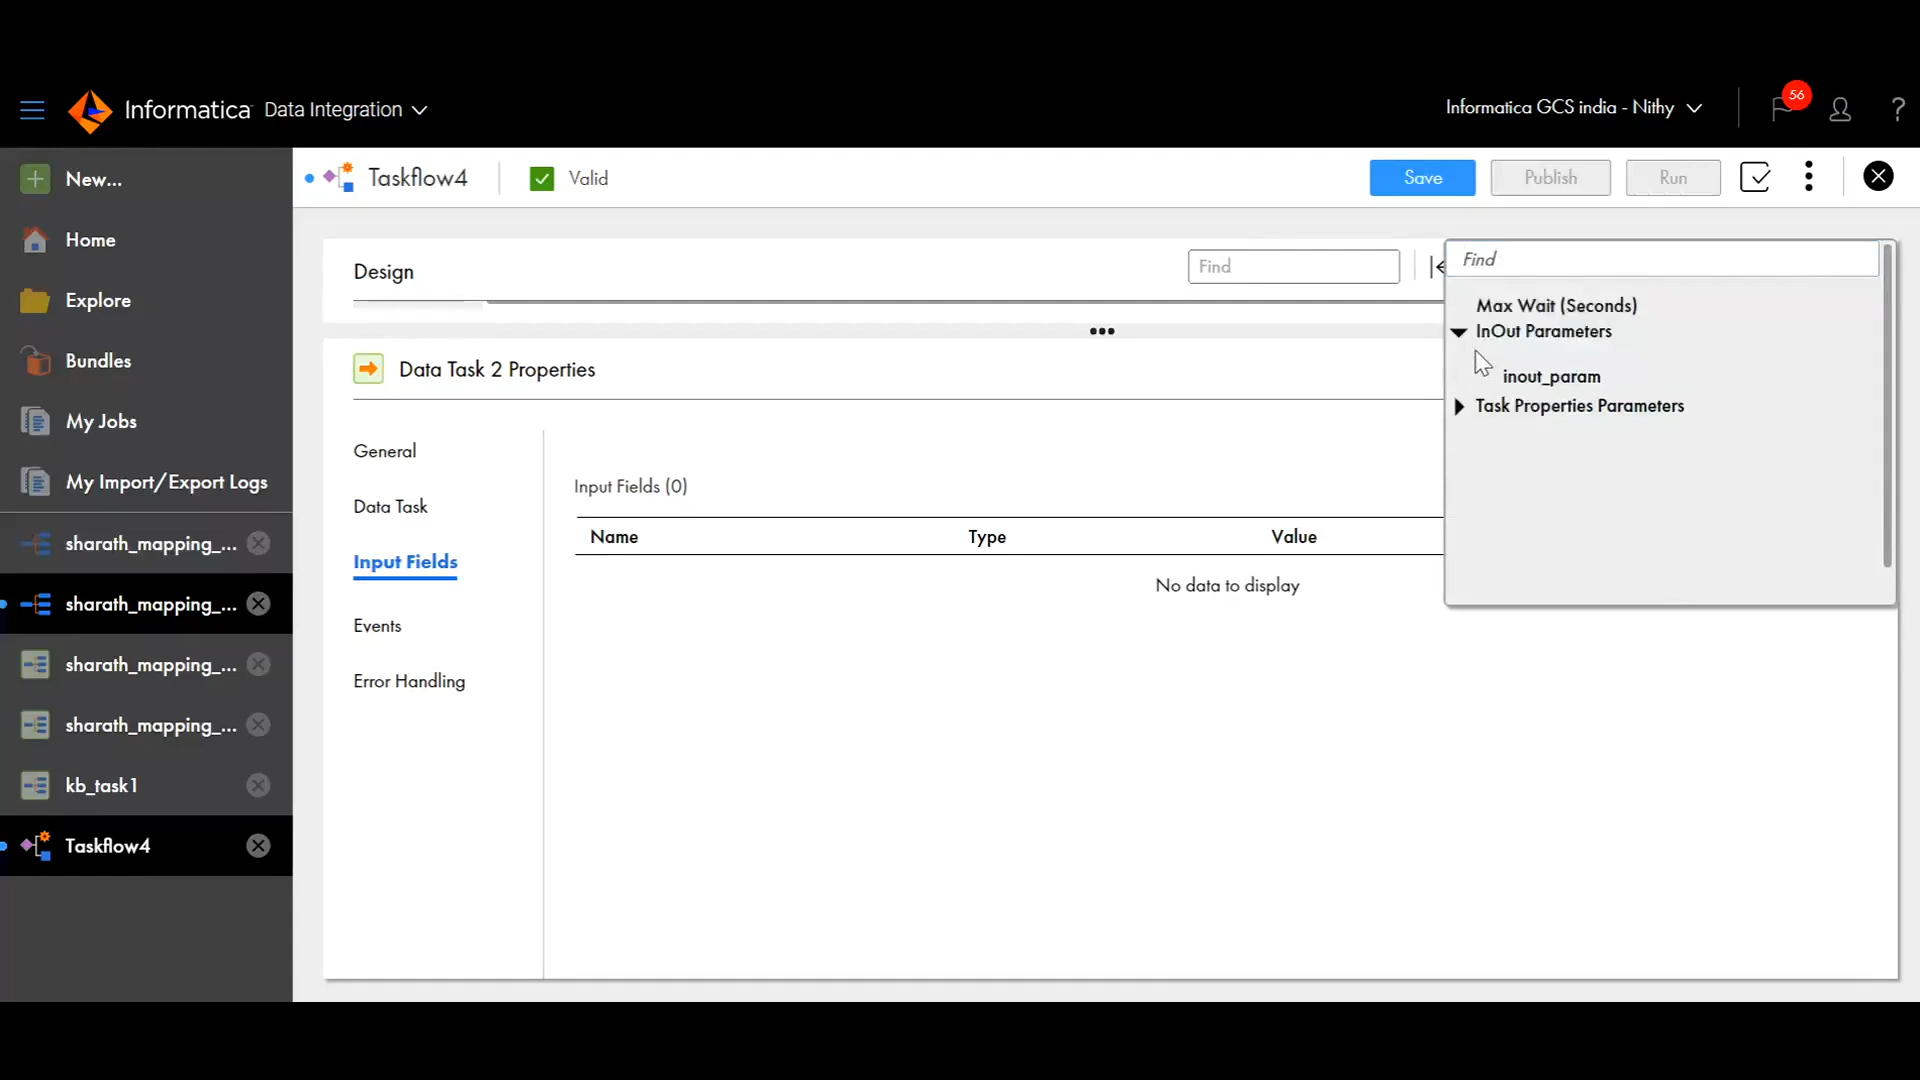 Informatica Data Integration
Informatica GCS india - Nithy
56
?
New...
Home
Explore
Bundles
My Jobs
My Import/Export Logs
sharath_mapping_...
sharath_mapping_...
sharath_mapping_...
sharath_mapping_...
kb_task1
Taskflow4
Taskflow4
Valid
Save
Publish
Run
Design
Find
Data Task 2 Properties
General
Data Task
Input Fields
Events
Error Handling
Input Fields (0)
Name Type Value
No data to display
Find
Max Wait (Seconds)
InOut Parameters
inout_param
Task Properties Parameters